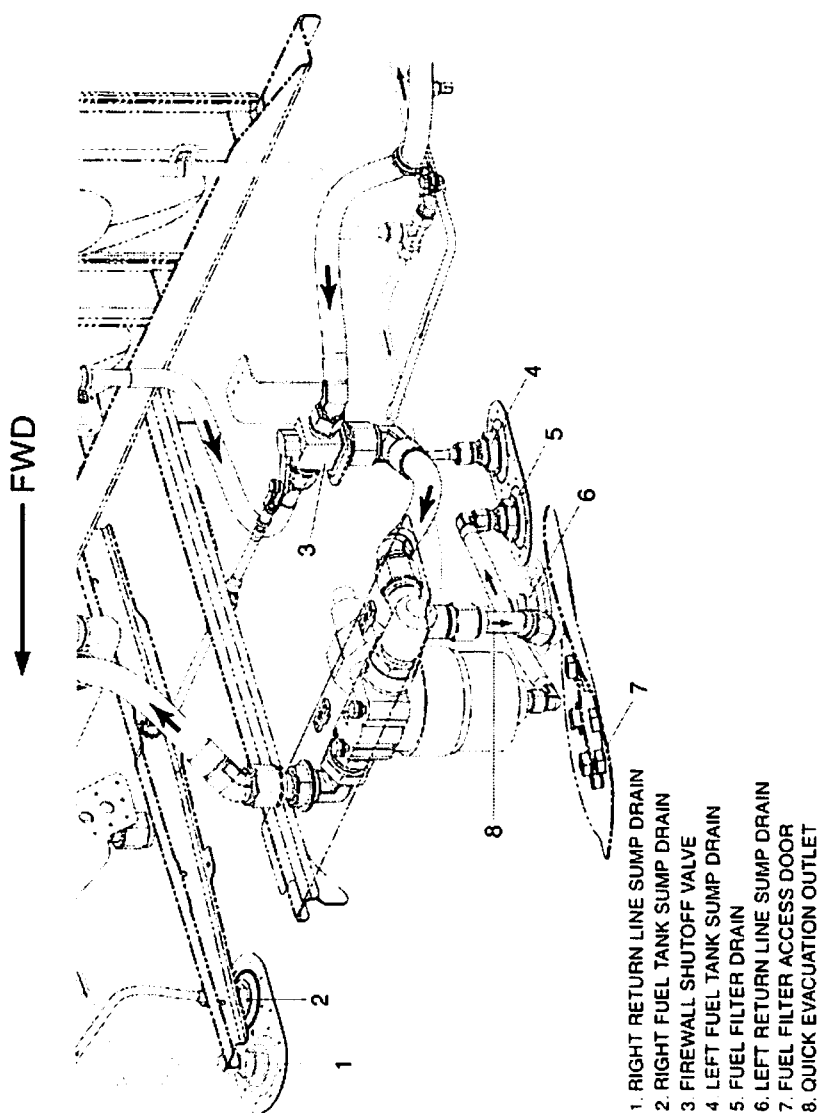 FWD
1
2
3
4
5
6
7
8
1. RIGHT RETURN LINE SUMP DRAIN
2. RIGHT FUEL TANK SUMP DRAIN
3. FIREWALL SHUTOFF VALVE
4. LEFT FUEL TANK SUMP DRAIN
5. FUEL FILTER DRAIN
6. LEFT RETURN LINE SUMP DRAIN
7. FUEL FILTER ACCESS DOOR
8. QUICK EVACUATION OUTLET